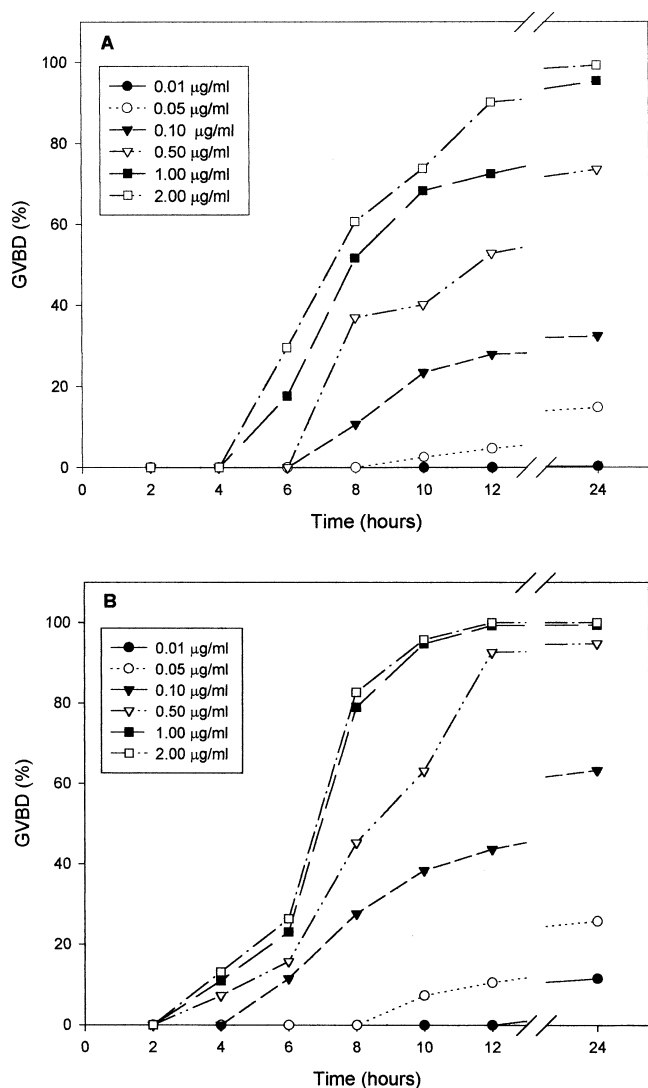 A
100
80
60
40
20
0
GVBD (%)
0.01 µg/ml
0.05 µg/ml
0.10 µg/ml
0.50 µg/ml
1.00 µg/ml
2.00 µg/ml
0 2 4 6 8 10 12 24
Time (hours)
B
100
80
60
40
20
0
GVBD (%)
0.01 µg/ml
0.05 µg/ml
0.10 µg/ml
0.50 µg/ml
1.00 µg/ml
2.00 µg/ml
0 2 4 6 8 10 12 24
Time (hours)